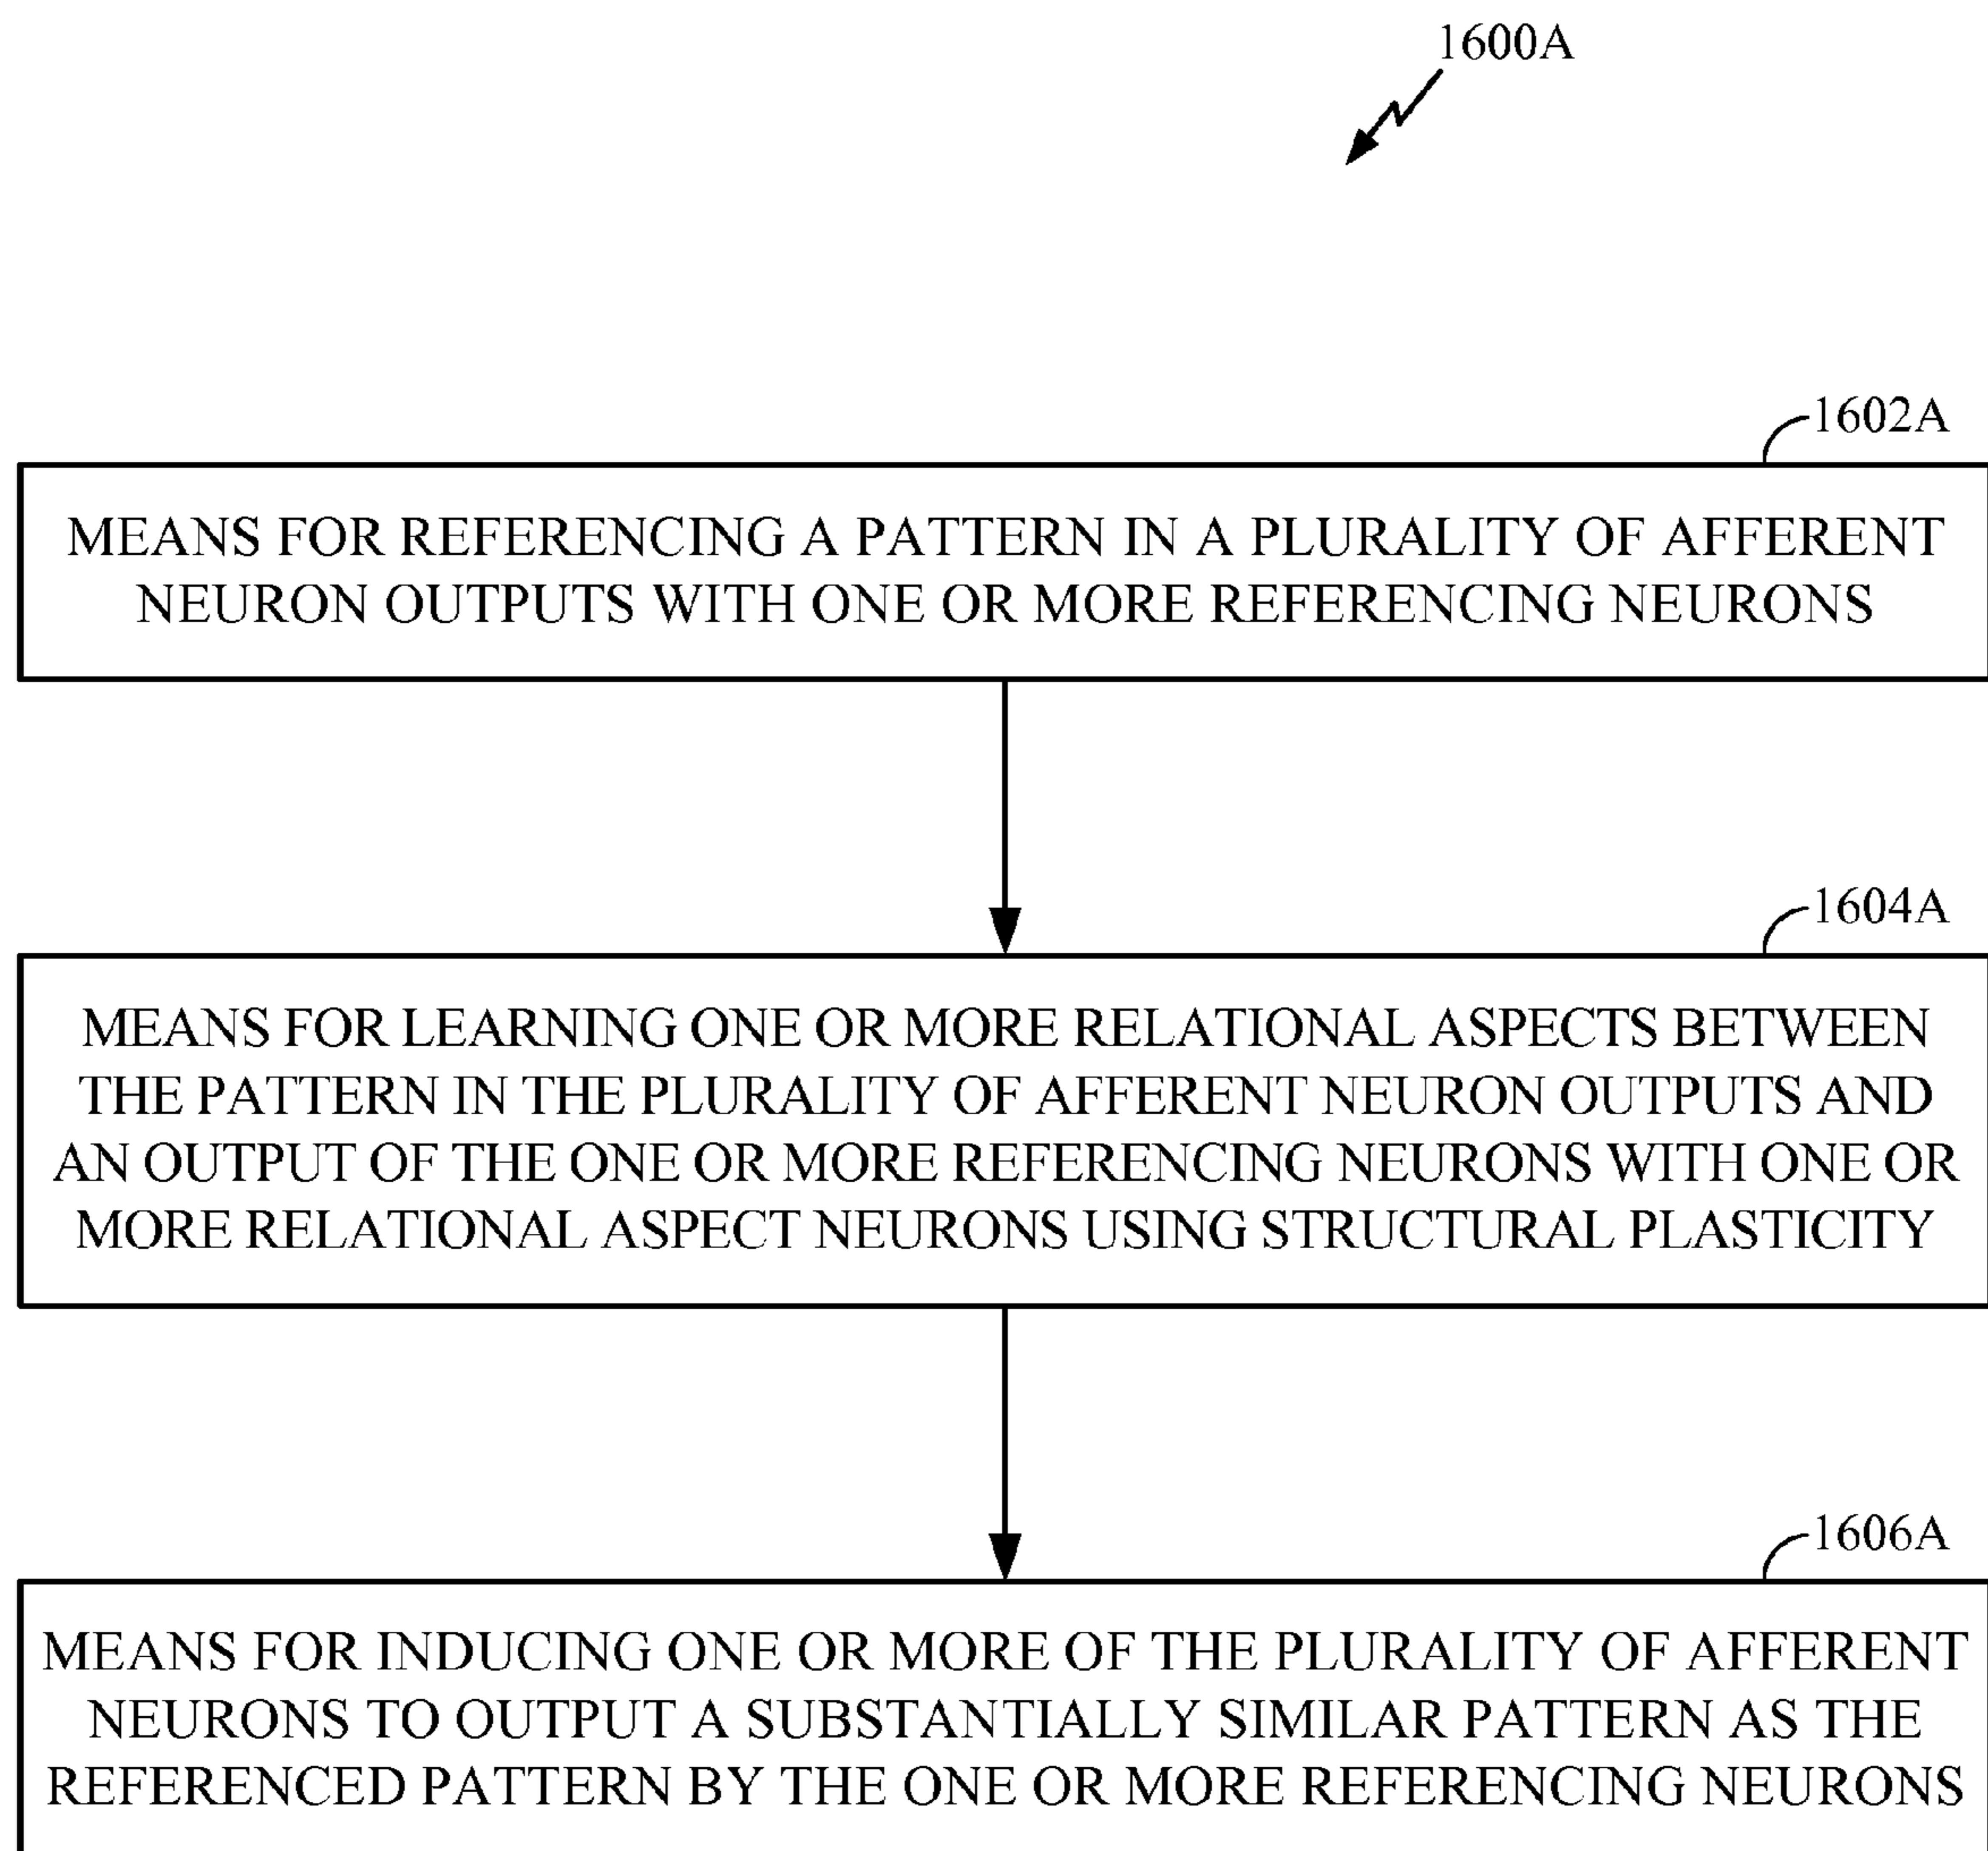 1600A
1602A
MEANS FOR REFERENCING A PATTERN IN A PLURALITY OF AFFERENT
NEURON OUTPUTS WITH ONE OR MORE REFERENCING NEURONS
1604A
MEANS FOR LEARNING ONE OR MORE RELATIONAL ASPECTS BETWEEN
THE PATTERN IN THE PLURALITY OF AFFERENT NEURON OUTPUTS AND
AN OUTPUT OF THE ONE OR MORE REFERENCING NEURONS WITH ONE OR
MORE RELATIONAL ASPECT NEURONS USING STRUCTURAL PLASTICITY
1606A
MEANS FOR INDUCING ONE OR MORE OF THE PLURALITY OF AFFERENT
NEURONS TO OUTPUT A SUBSTANTIALLY SIMILAR PATTERN AS THE
REFERENCED PATTERN BY THE ONE OR MORE REFERENCING NEURONS